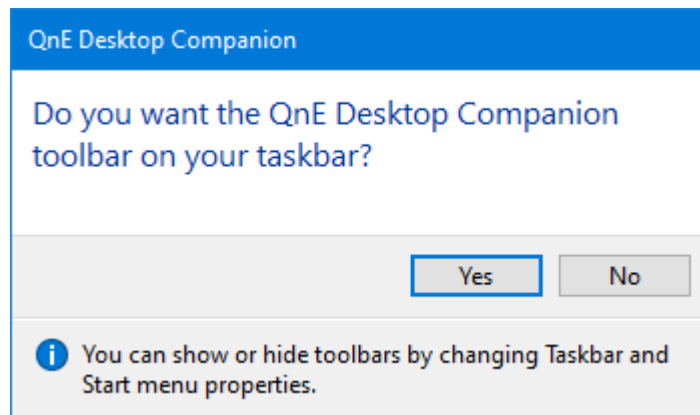 QnE Desktop Companion
Do you want the QnE Desktop Companion
toolbar on your taskbar?
Yes No
You can show or hide toolbars by changing Taskbar and
Start menu properties.